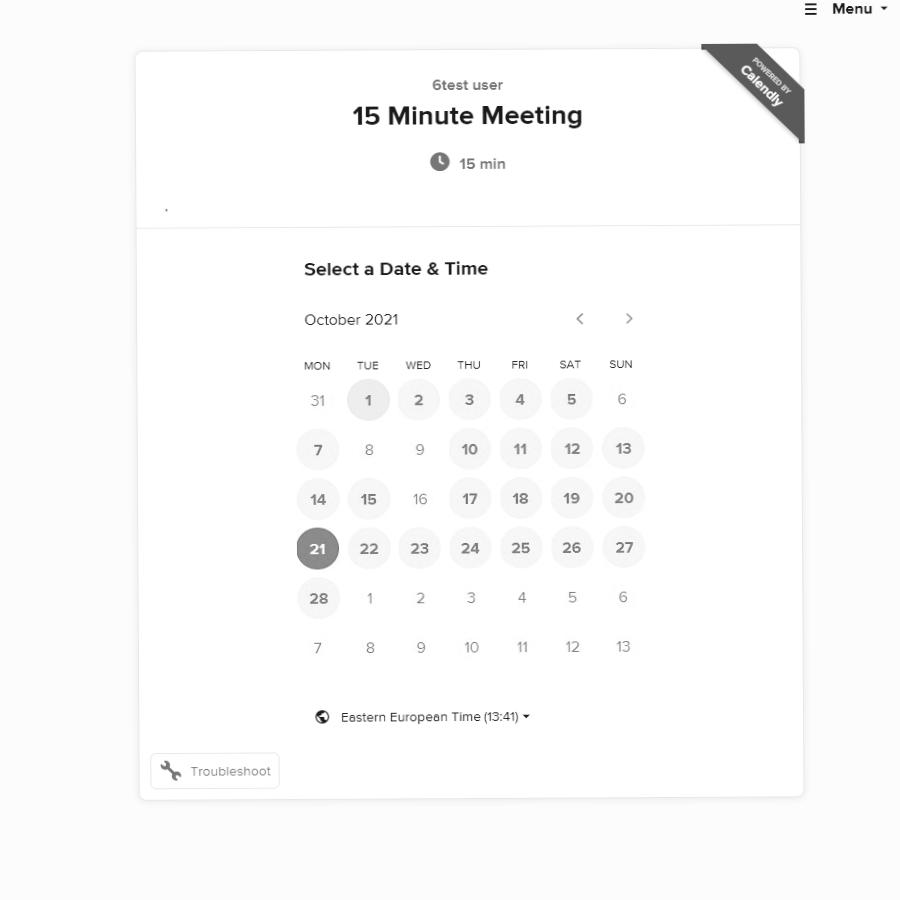 Menu
POWERED BY
Calendly
6test user
15 Minute Meeting
15 min
.
Select a Date & Time
October 2021
MON TUE WED THU FRI SAT SUN
31 1 2 3 4 5 6
7 8 9 10 11 12 13
14 15 16 17 18 19 20
21 22 23 24 25 26 27
28 1 2 3 4 5 6
7 8 9 10 11 12 13
Eastern European Time (13:41)
Troubleshoot